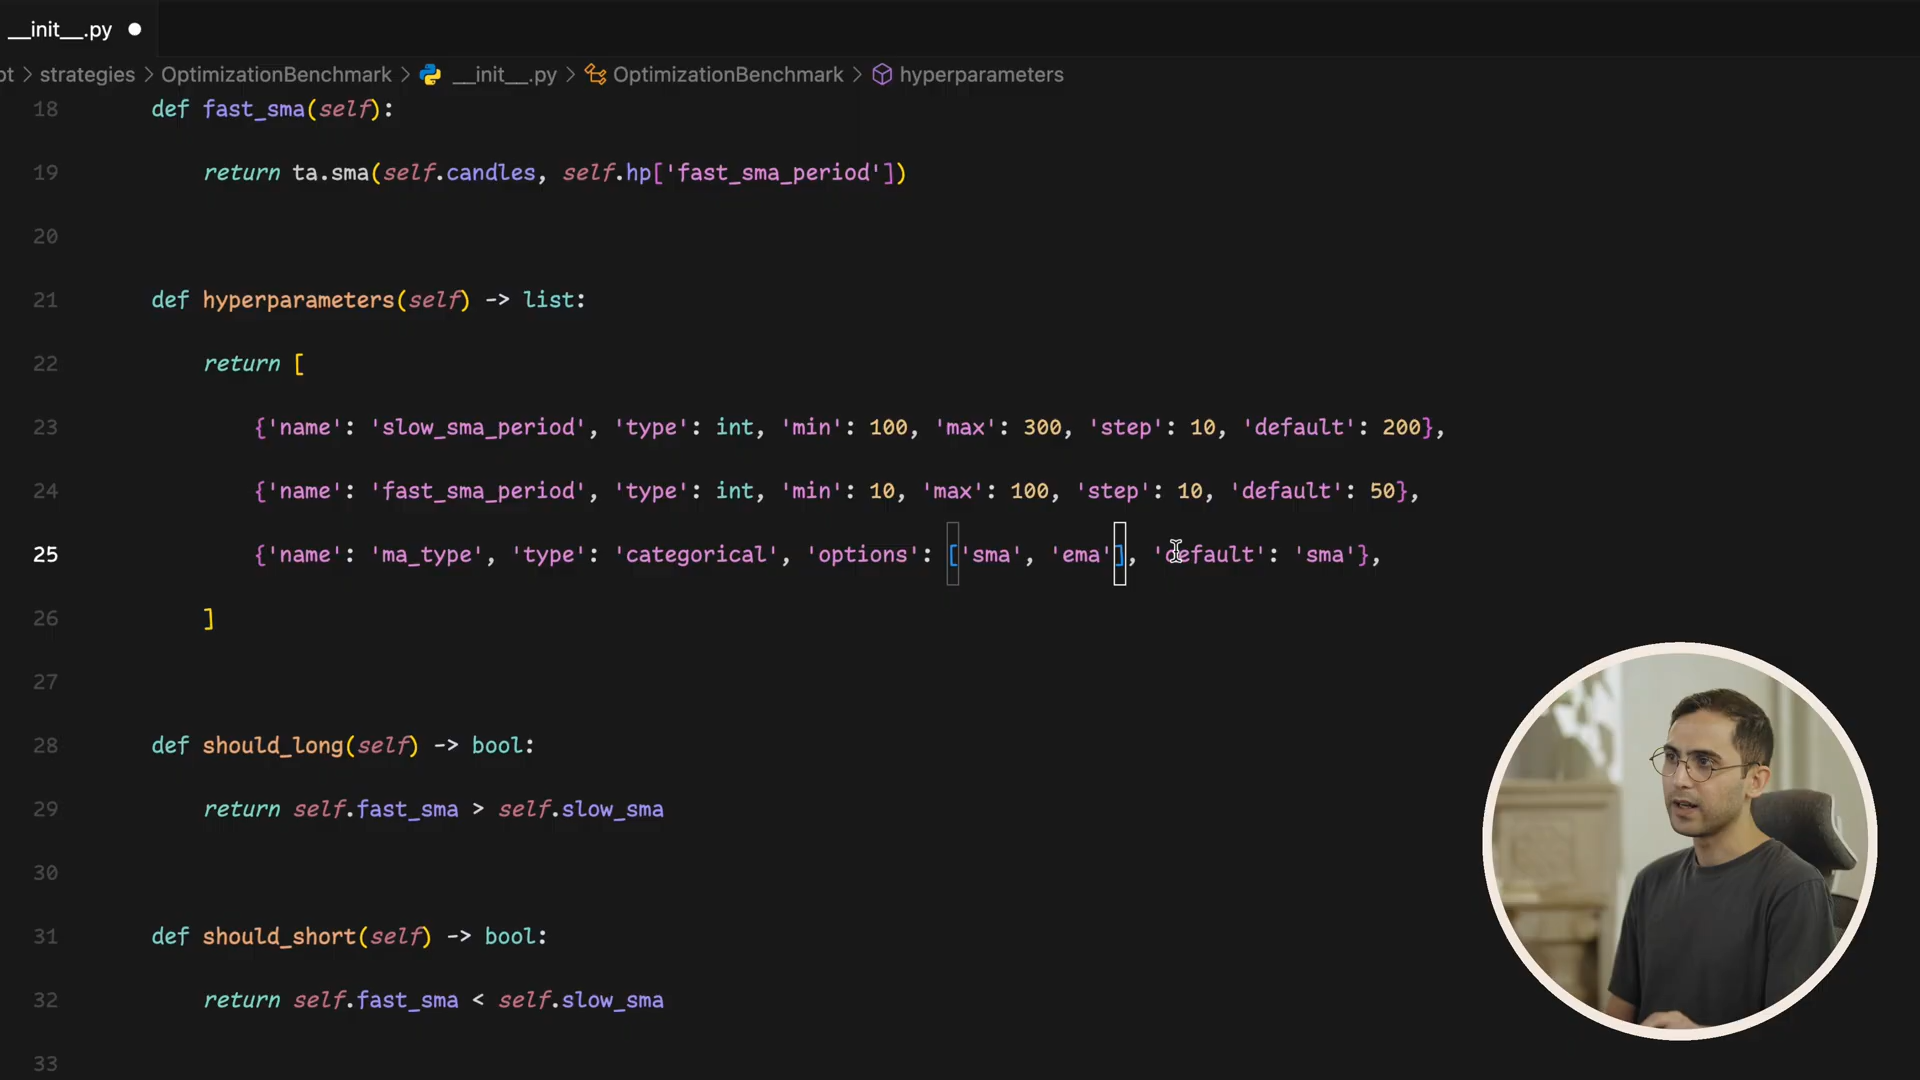 __init__.py
pt > strategies > OptimizationBenchmark > __init__.py > OptimizationBenchmark > hyperparameters
18 def fast_sma(self):
19 return ta.sma(self.candles, self.hp['fast_sma_period'])
20
21 def hyperparameters(self) -> list:
22 return [
23 {'name': 'slow_sma_period', 'type': int, 'min': 100, 'max': 300, 'step': 10, 'default': 200},
24 {'name': 'fast_sma_period', 'type': int, 'min': 10, 'max': 100, 'step': 10, 'default': 50},
25 {'name': 'ma_type', 'type': 'categorical', 'options': ['sma', 'ema'], 'default': 'sma'},
26 ]
27
28 def should_long(self) -> bool:
29 return self.fast_sma > self.slow_sma
30
31 def should_short(self) -> bool:
32 return self.fast_sma < self.slow_sma
33